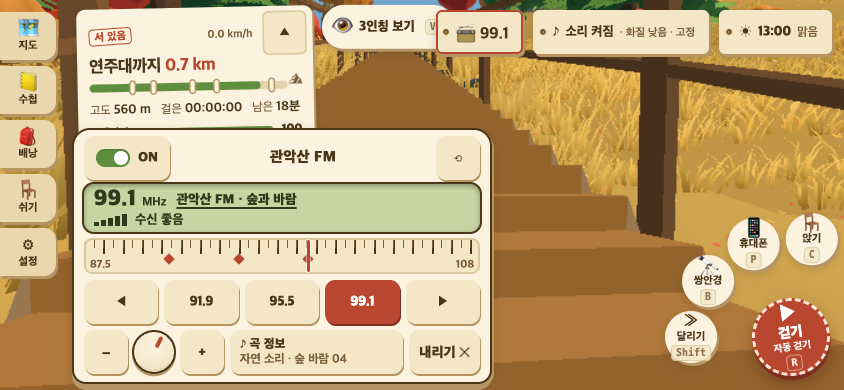 지도
수첩
배낭
쉬기
설정
서 있음
0.0 km/h
연주대까지 0.7 km
고도 560 m 걸은 00:00:00 남은 18분
3인칭 보기
99.1
♪ 소리 켜짐 · 화질 낮음 · 고정
13:00 맑음
ON
관악산 FM
99.1 MHz 관악산 FM · 숲과 바람
수신 좋음
87.5 108
91.9 95.5 99.1
− +
♪ 곡 정보
자연 소리 · 숲 바람 04
내리기 ×
휴대폰
P
앉기
C
쌍안경
B
달리기
Shift
걷기
자동 걷기
R